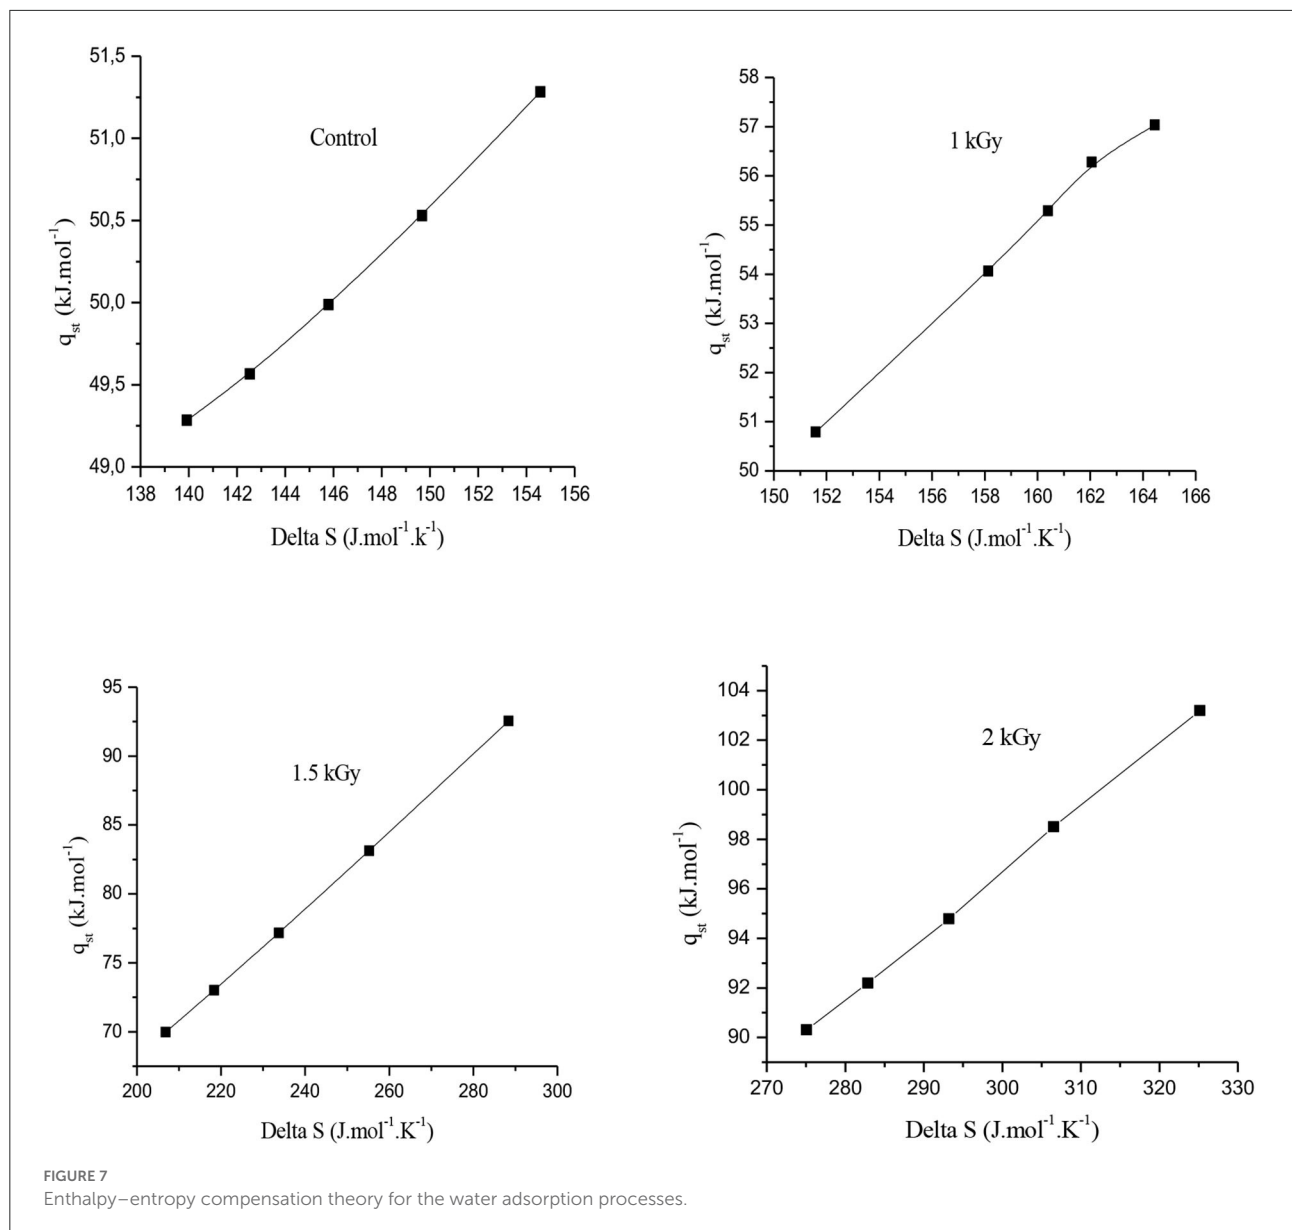 51,5
51,0
50,5
50,0
49,5
49,0
q_st (kJ.mol⁻¹)
Control
138 140 142 144 146 148 150 152 154 156
Delta S (J.mol⁻¹.k⁻¹)
58
57
56
55
54
53
52
51
50
q_st (kJ.mol⁻¹)
1 kGy
150 152 154 156 158 160 162 164 166
Delta S (J.mol⁻¹.K⁻¹)
95
90
85
80
75
70
q_st (kJ.mol⁻¹)
1.5 kGy
200 220 240 260 280 300
Delta S (J.mol⁻¹.K⁻¹)
104
102
100
98
96
94
92
90
q_st (kJ.mol⁻¹)
2 kGy
270 280 290 300 310 320 330
Delta S (J.mol⁻¹.K⁻¹)
FIGURE 7
Enthalpy–entropy compensation theory for the water adsorption processes.